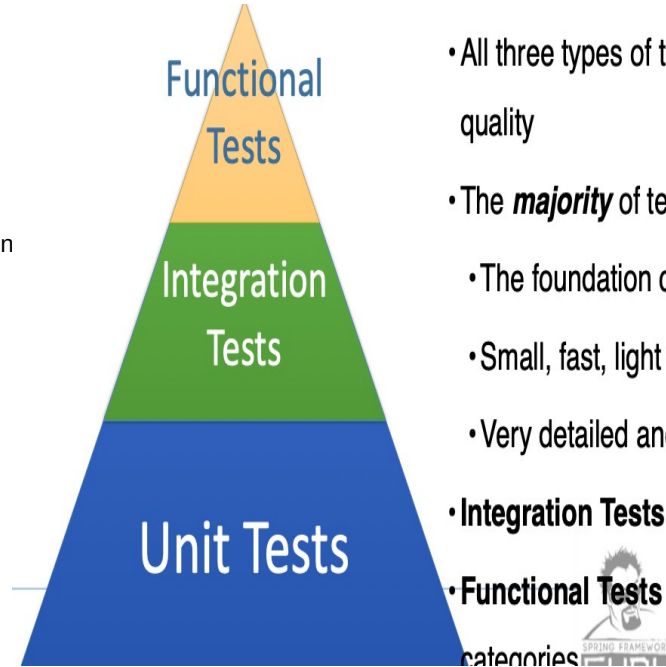 Functional
Tests
Integration
Tests
Unit Tests
n
• All three types of t
quality
• The majority of te
• The foundation
• Small, fast, light
• Very detailed an
• Integration Tests
• Functional Tests
categories
SPRING FRAMEWOR